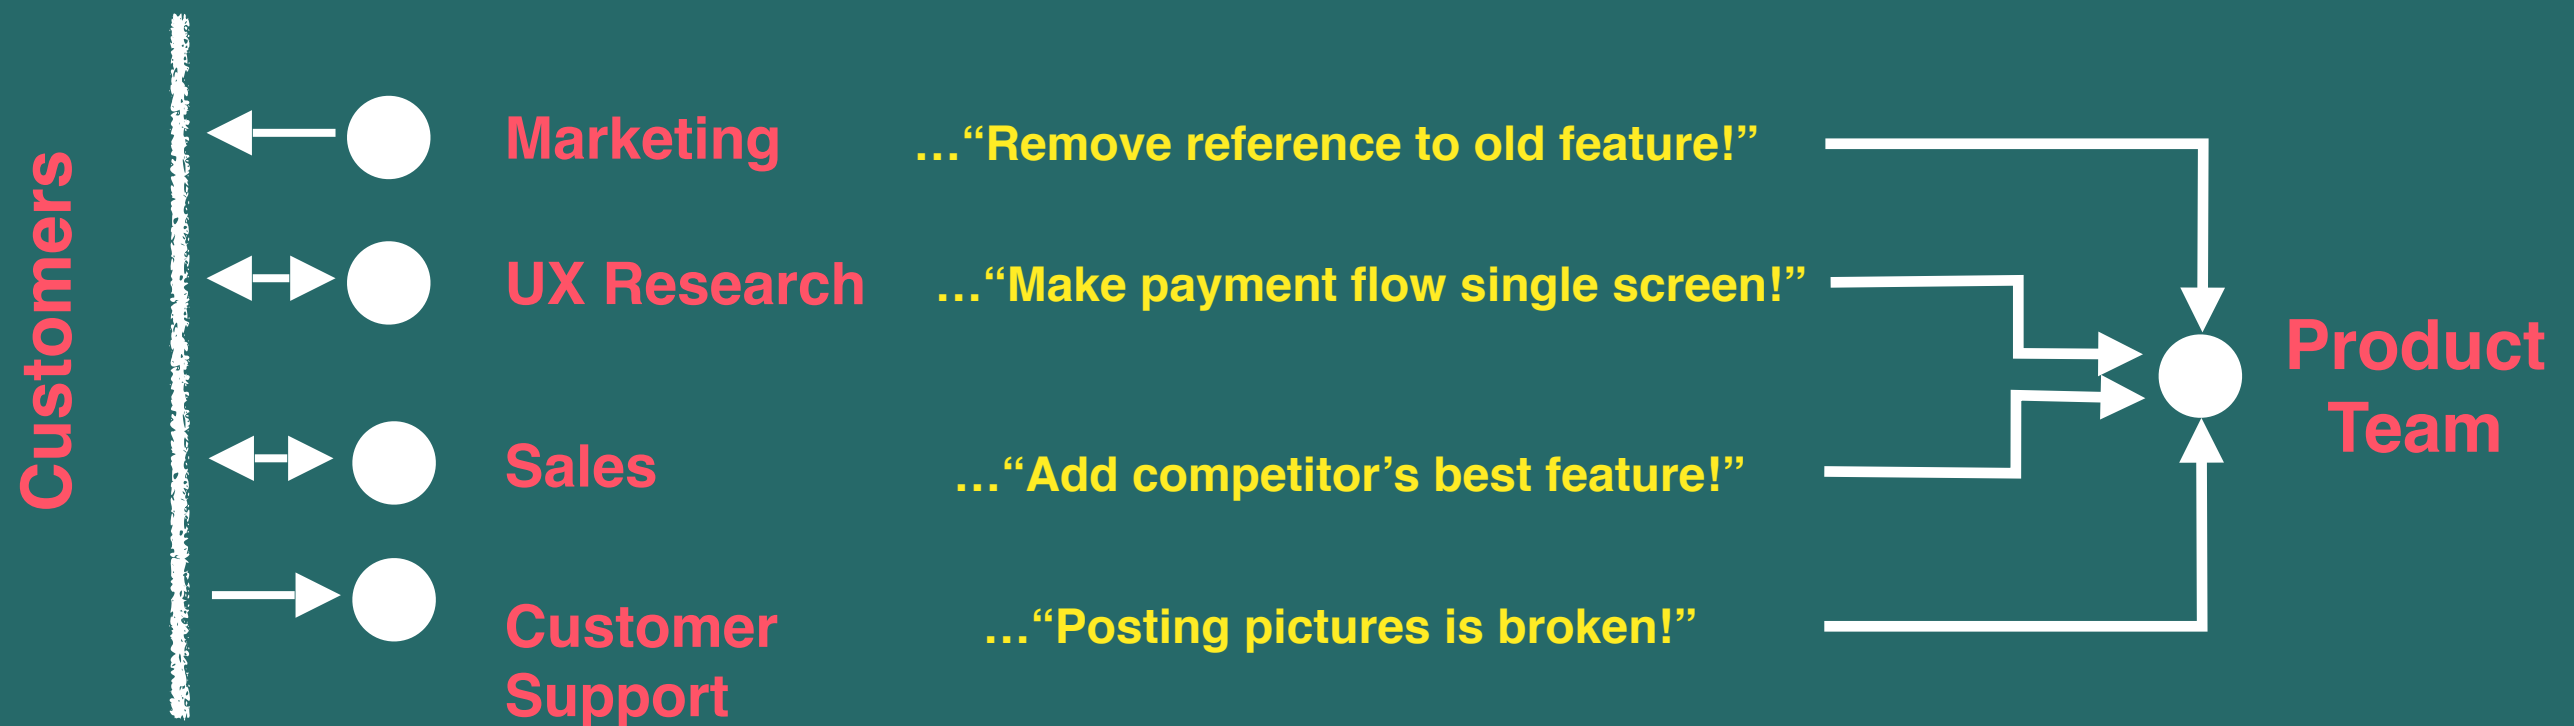 Customers
Marketing
…“Remove reference to old feature!”
UX Research
…“Make payment flow single screen!”
Sales
…“Add competitor’s best feature!”
Customer
Support
…“Posting pictures is broken!”
Product
Team